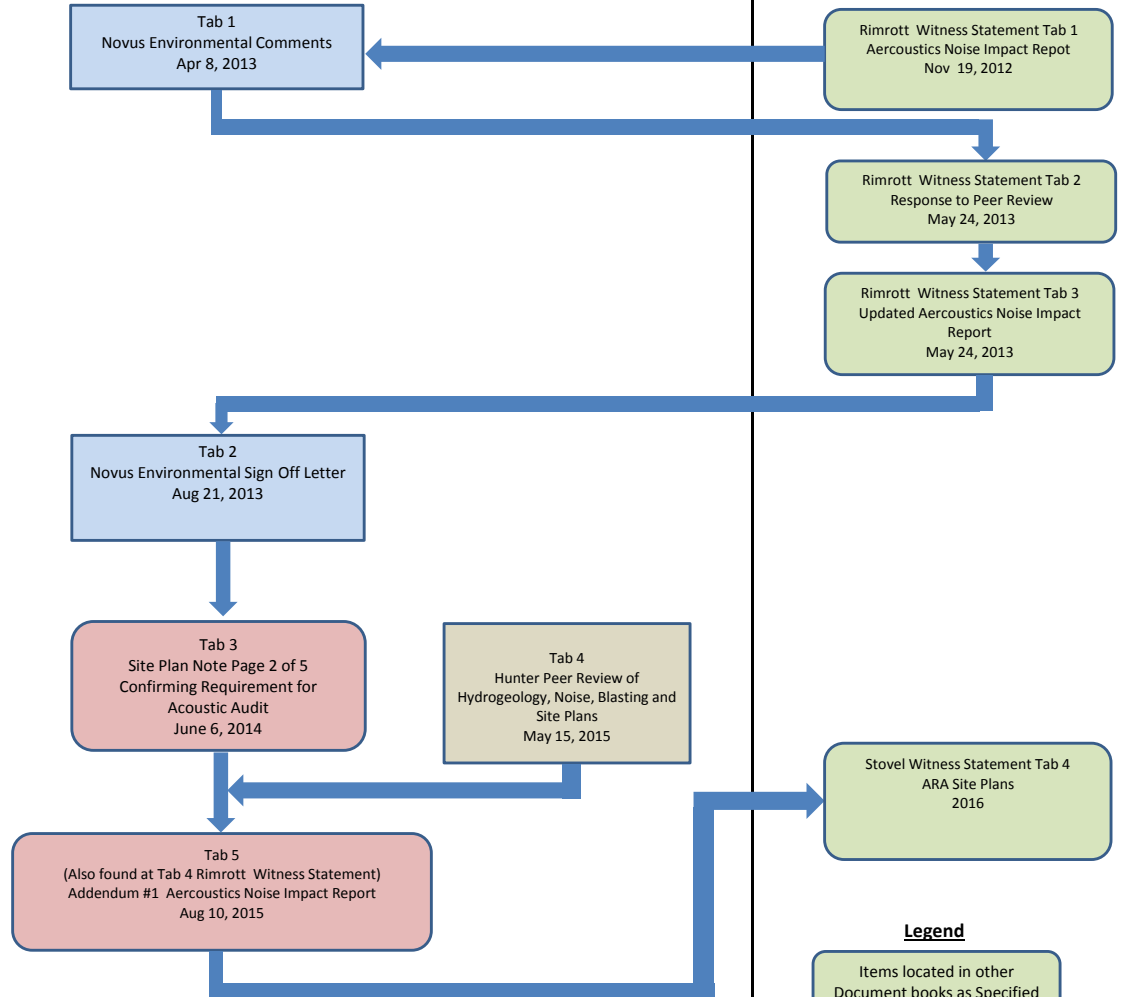 Tab 1
Novus Environmental Comments
Apr 8, 2013
Rimrott Witness Statement Tab 1
Aercoustics Noise Impact Repot
Nov 19, 2012
Rimrott Witness Statement Tab 2
Response to Peer Review
May 24, 2013
Rimrott Witness Statement Tab 3
Updated Aercoustics Noise Impact
Report
May 24, 2013
Tab 2
Novus Environmental Sign Off Letter
Aug 21, 2013
Tab 3
Site Plan Note Page 2 of 5
Confirming Requirement for
Acoustic Audit
June 6, 2014
Tab 4
Hunter Peer Review of
Hydrogeology, Noise, Blasting and
Site Plans
May 15, 2015
Tab 5
(Also found at Tab 4 Rimrott Witness Statement)
Addendum #1 Aercoustics Noise Impact Report
Aug 10, 2015
Stovel Witness Statement Tab 4
ARA Site Plans
2016
Legend
Items located in other
Document books as Specified